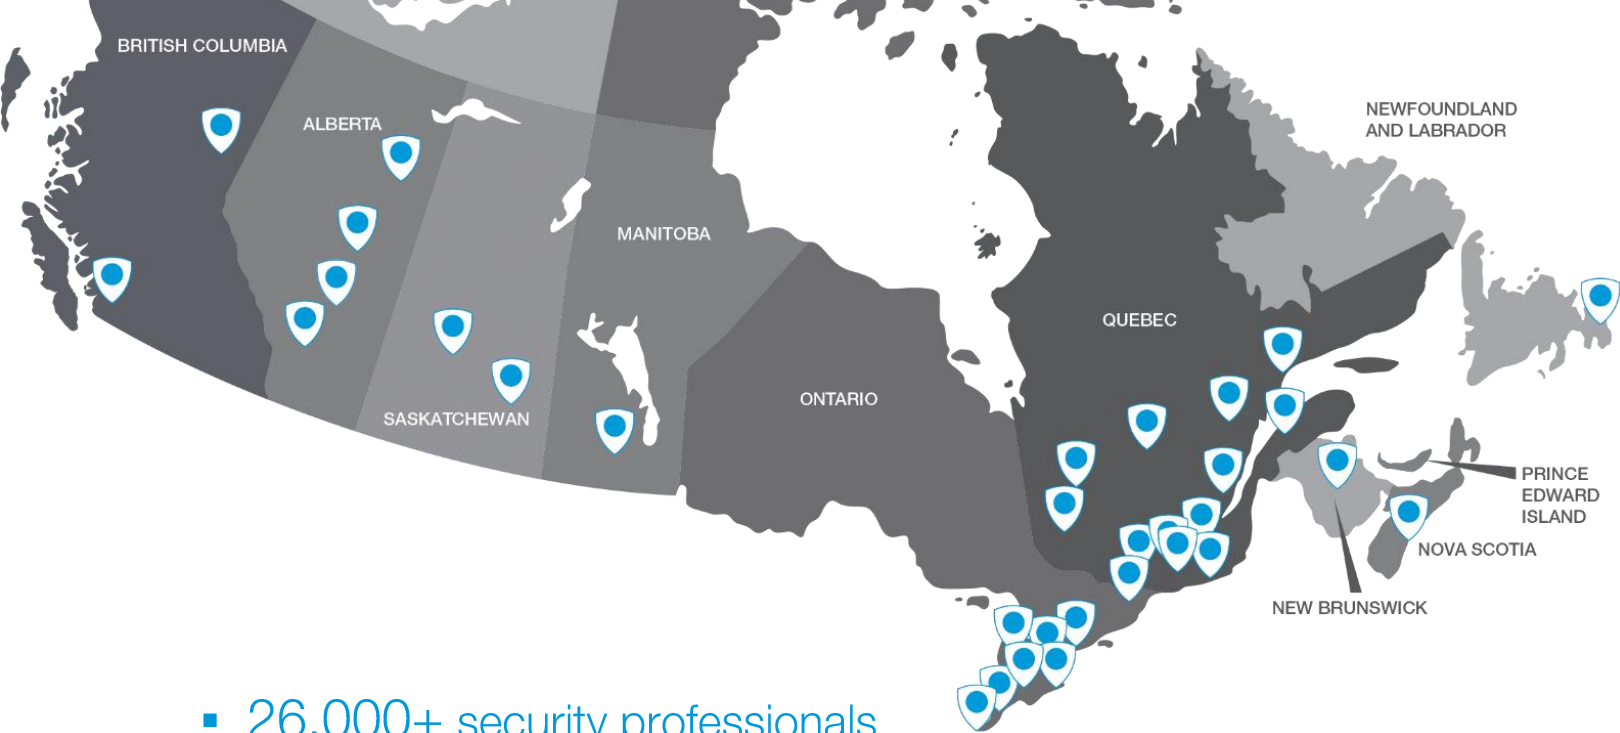 BRITISH COLUMBIA
ALBERTA
NEWFOUNDLAND
AND LABRADOR
MANITOBA
QUEBEC
ONTARIO
SASKATCHEWAN
PRINCE
EDWARD
ISLAND
NOVA SCOTIA
NEW BRUNSWICK
▪ 26,000+ security professionals